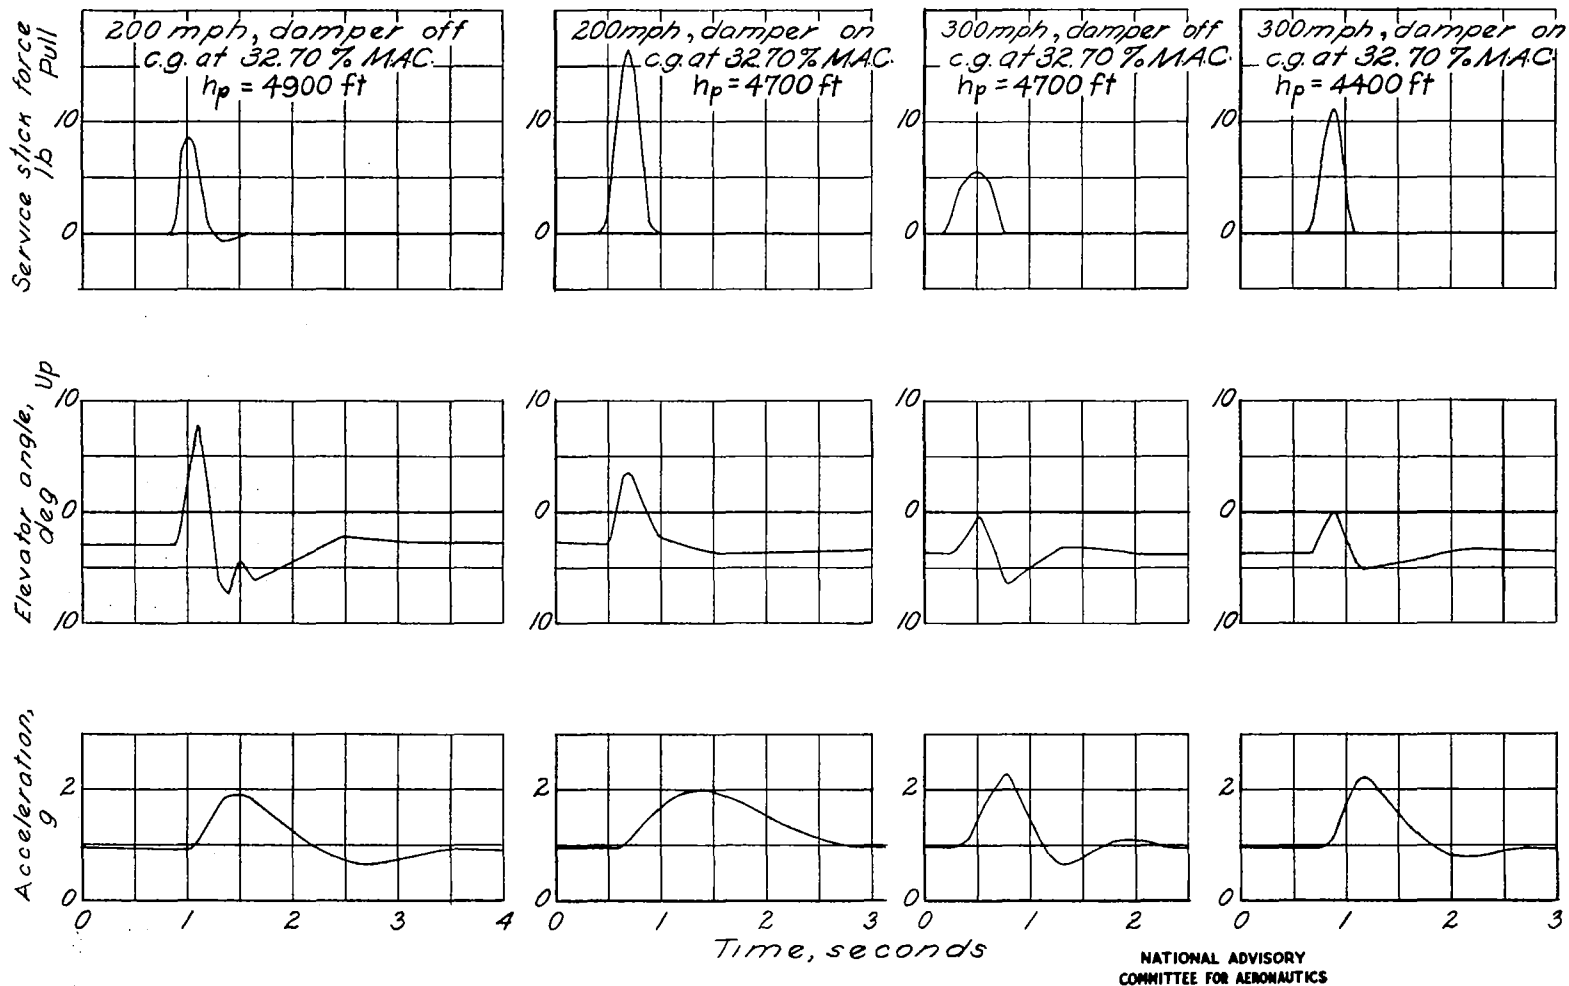 Service stick force
lb Pull
200 mph, damper off
c.g. at 32.70 % M.A.C.
hp = 4900 ft
10
0
200mph, damper on
c.g. at 32.70% M.A.C.
hp = 4700 ft
10
0
300mph, damper off
c.g. at 32.70 % M.A.C.
hp = 4700 ft
10
0
300mph, damper on
c.g. at 32.70 % M.A.C.
hp = 4400 ft
10
0
Elevator angle, Up
deg
10
0
10
10
0
10
10
0
10
10
0
10
Acceleration,
g
2
0
2
0
2
0
2
0
0 1 2 3 4
0 1 2 3
0 1 2
0 1 2 3
Time, seconds
NATIONAL ADVISORY
COMMITTEE FOR AERONAUTICS